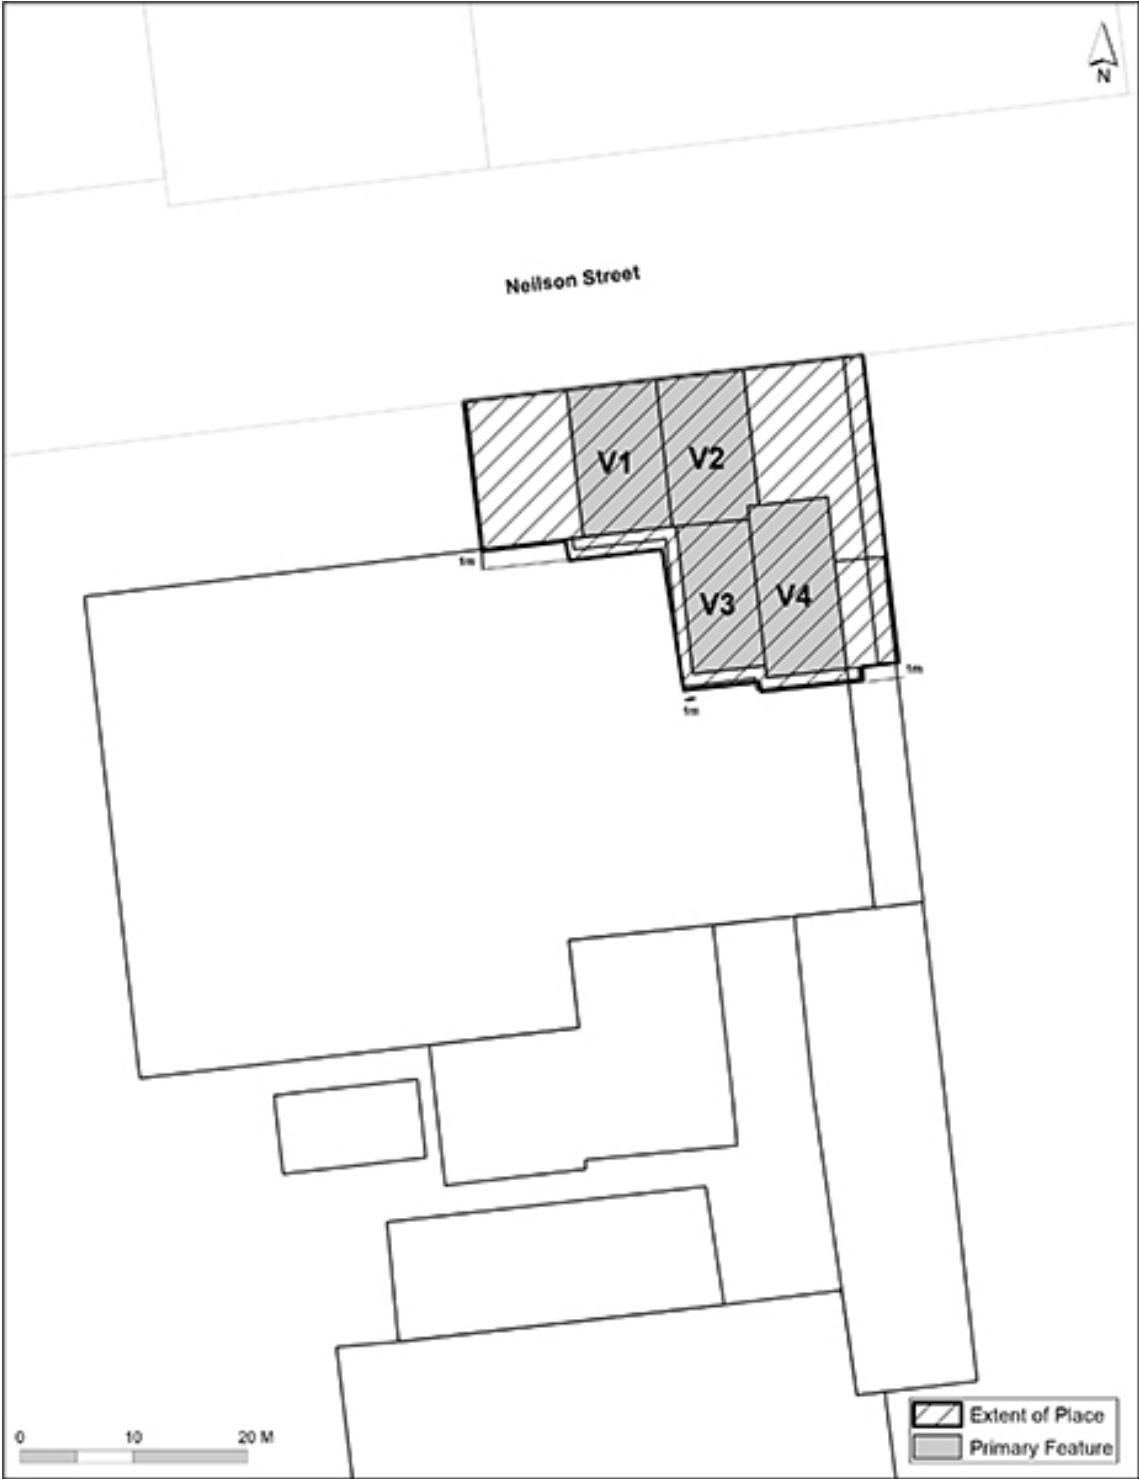 N
Neilson Street
V1
V2
1m
V3
V4
1m
1m
0 10 20 M
Extent of Place
Primary Feature